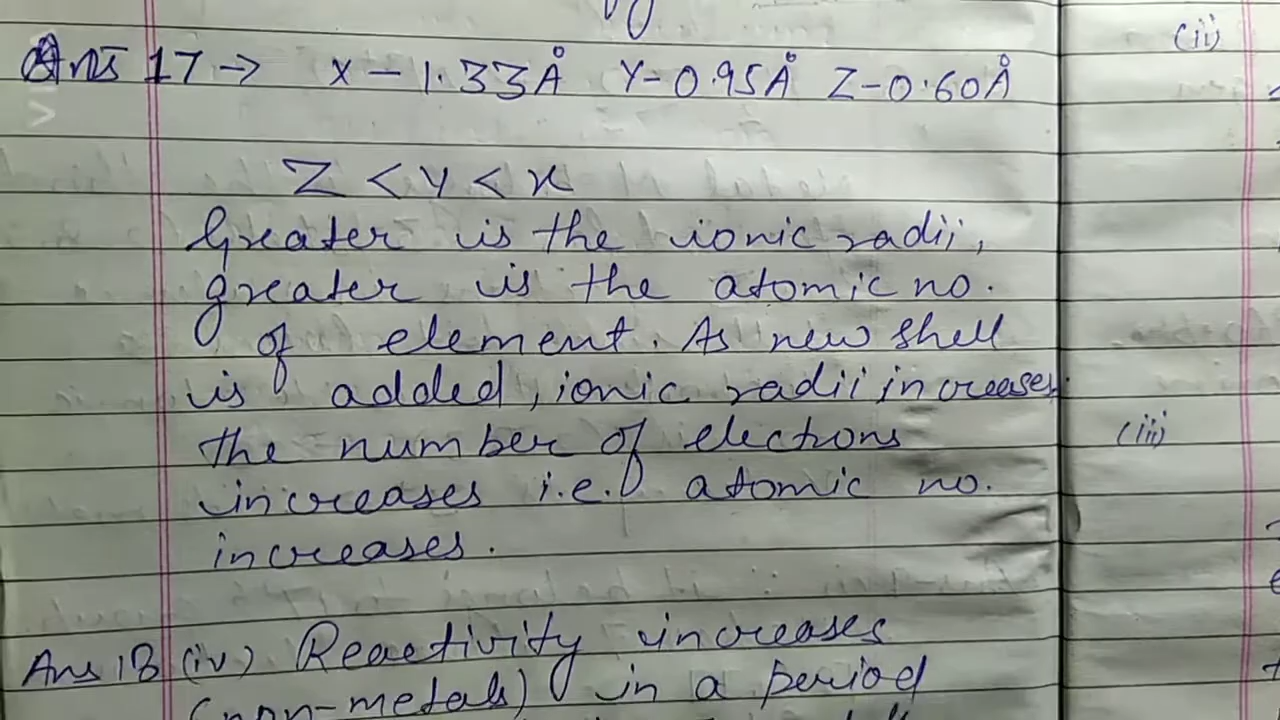 (ii)
Ans 17 → X – 1.33Å Y – 0.95Å Z – 0.60Å
Z < Y < X
Greater is the ionic radii,
greater is the atomic no.
of element. As new shell
is added, ionic radii increases.
the number of electrons
(iii)
increases i.e. atomic no.
increases.
Ans 18 (iv) Reactivity increases
(non-metals) in a period